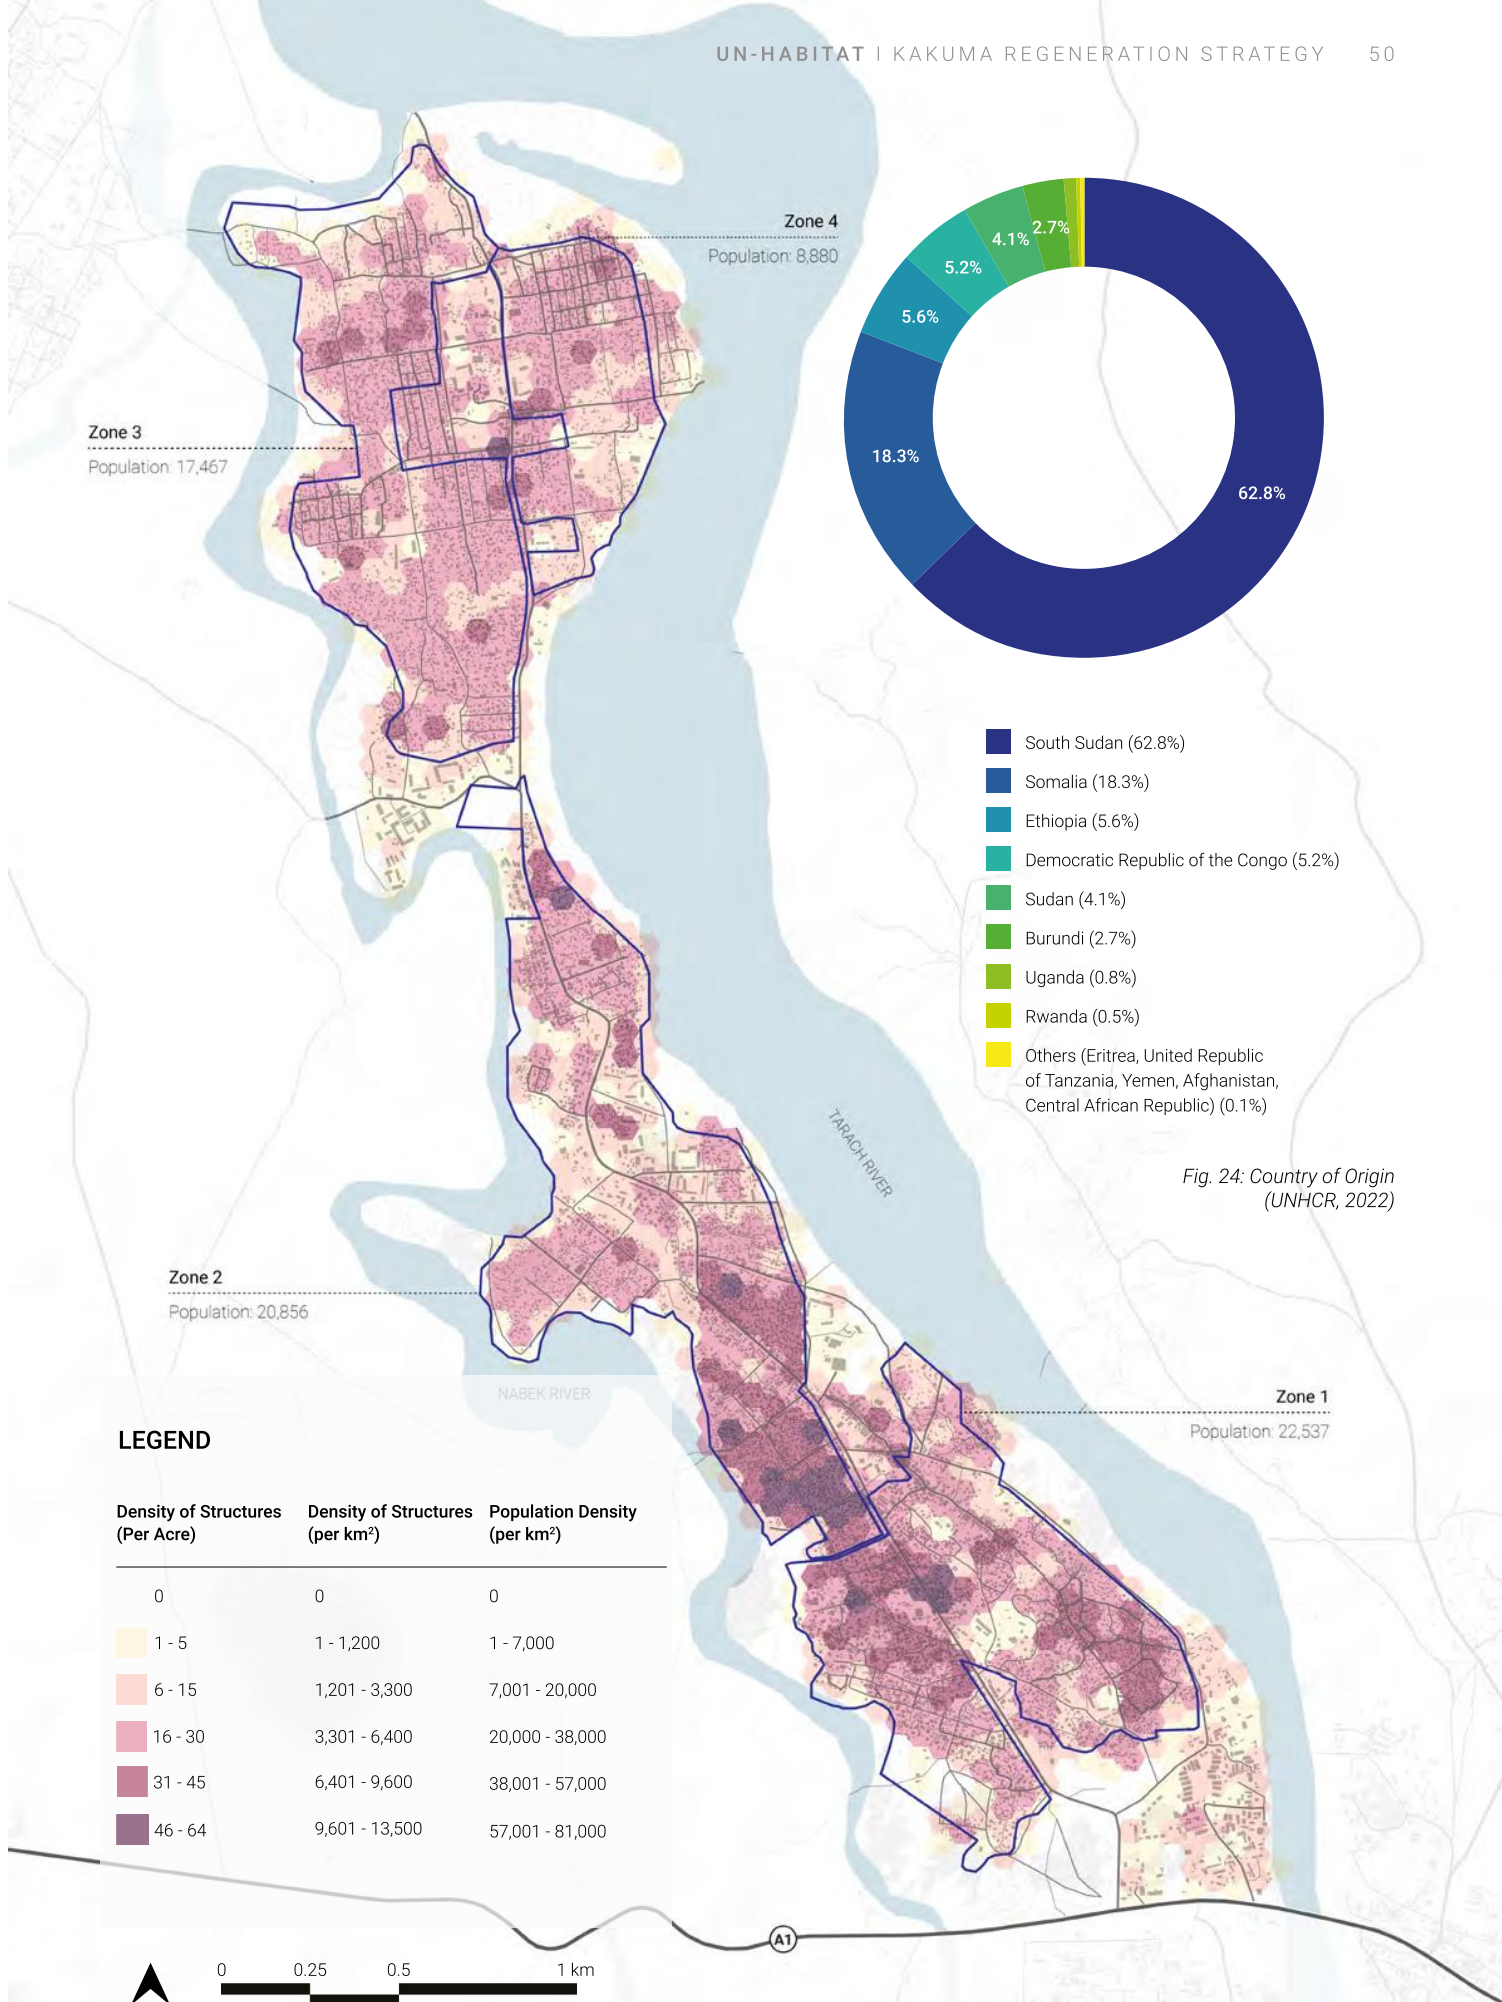 UN-HABITAT I KAKUMA REGENERATION STRATEGY 50
Zone 4
Population: 8,880
Zone 3
Population: 17,467
2.7%
4.1%
5.2%
5.6%
18.3%
62.8%
South Sudan (62.8%)
Somalia (18.3%)
Ethiopia (5.6%)
Democratic Republic of the Congo (5.2%)
Sudan (4.1%)
Burundi (2.7%)
Uganda (0.8%)
Rwanda (0.5%)
Others (Eritrea, United Republic
of Tanzania, Yemen, Afghanistan,
Central African Republic) (0.1%)
Fig. 24: Country of Origin
(UNHCR, 2022)
TARACH RIVER
Zone 2
Population: 20,856
NABEK RIVER
Zone 1
Population: 22,537
LEGEND
Density of Structures (Per Acre) Density of Structures (per km²) Population Density (per km²)
0 0 0
1 - 5 1 - 1,200 1 - 7,000
6 - 15 1,201 - 3,300 7,001 - 20,000
16 - 30 3,301 - 6,400 20,000 - 38,000
31 - 45 6,401 - 9,600 38,001 - 57,000
46 - 64 9,601 - 13,500 57,001 - 81,000
A1
0 0.25 0.5 1 km